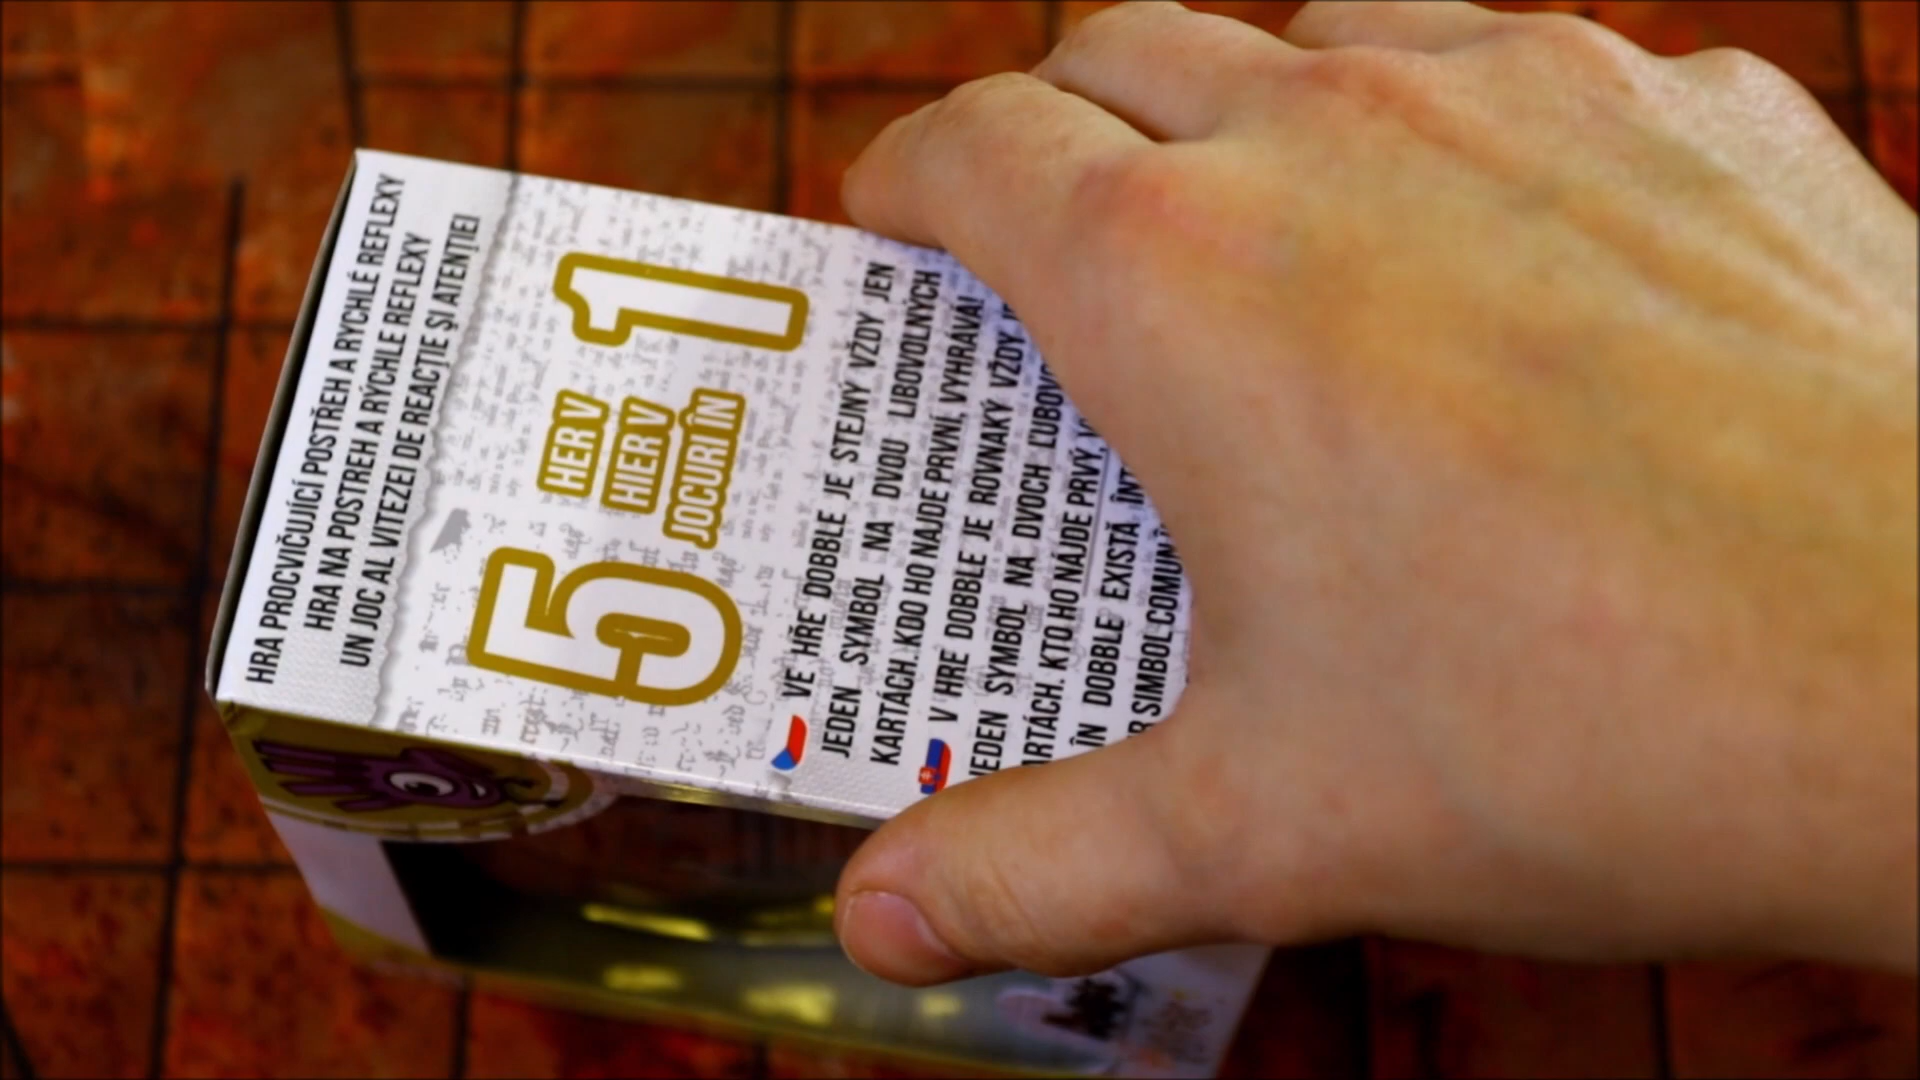 HRA PROCVIČUJÍCÍ POSTŘEH A RYCHLÉ REFLEXY
HRA NA POSTREH A RÝCHLE REFLEXY
UN JOC AL VITEZEI DE REACȚIE ȘI ATENȚIEI
5 HER V 1
HIER V
JOCURI ÎN
VE HŘE DOBBLE JE STEJNÝ VŽDY JEN
JEDEN SYMBOL NA DVOU LIBOVOLNÝCH
KARTÁCH. KDO HO NAJDE PRVNÍ, VYHRÁVÁ!
V HRE DOBBLE JE ROVNAKÝ VŽDY
JEDEN SYMBOL NA DVOCH
KARTÁCH. KTO HO NÁJDE PRVÝ,
ÎN DOBBLE EXISTĂ
SIMBOL COMUN